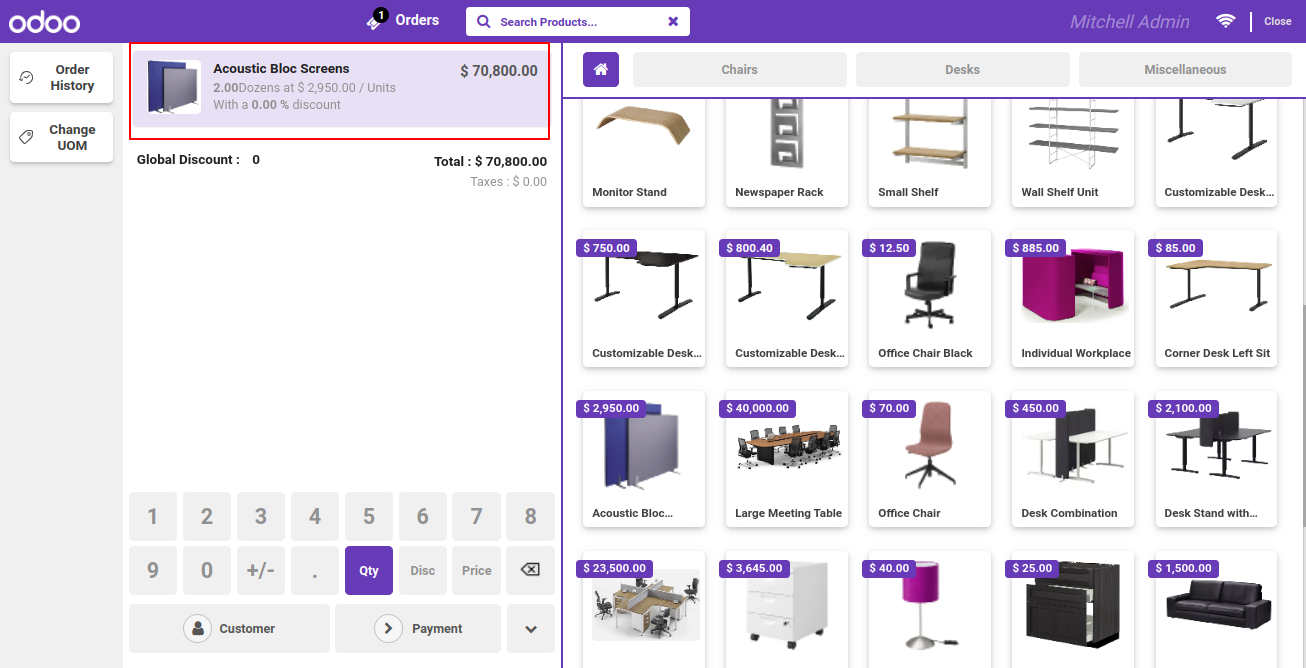 odoo
1
Orders
Search Products...
Mitchell Admin
Close
Order
History
Change
UOM
Acoustic Bloc Screens
$ 70,800.00
2.00Dozens at $ 2,950.00 / Units
With a 0.00 % discount
Global Discount : 0
Total : $ 70,800.00
Taxes : $ 0.00
1 2 3 4 5 6 7 8
9 0 +/- . Qty Disc Price
Customer
Payment
Chairs
Desks
Miscellaneous
Monitor Stand
Newspaper Rack
Small Shelf
Wall Shelf Unit
Customizable Desk...
$ 750.00
$ 800.40
$ 12.50
$ 885.00
$ 85.00
Customizable Desk...
Customizable Desk...
Office Chair Black
Individual Workplace
Corner Desk Left Sit
$ 2,950.00
$ 40,000.00
$ 70.00
$ 450.00
$ 2,100.00
Acoustic Bloc...
Large Meeting Table
Office Chair
Desk Combination
Desk Stand with...
$ 23,500.00
$ 3,645.00
$ 40.00
$ 25.00
$ 1,500.00